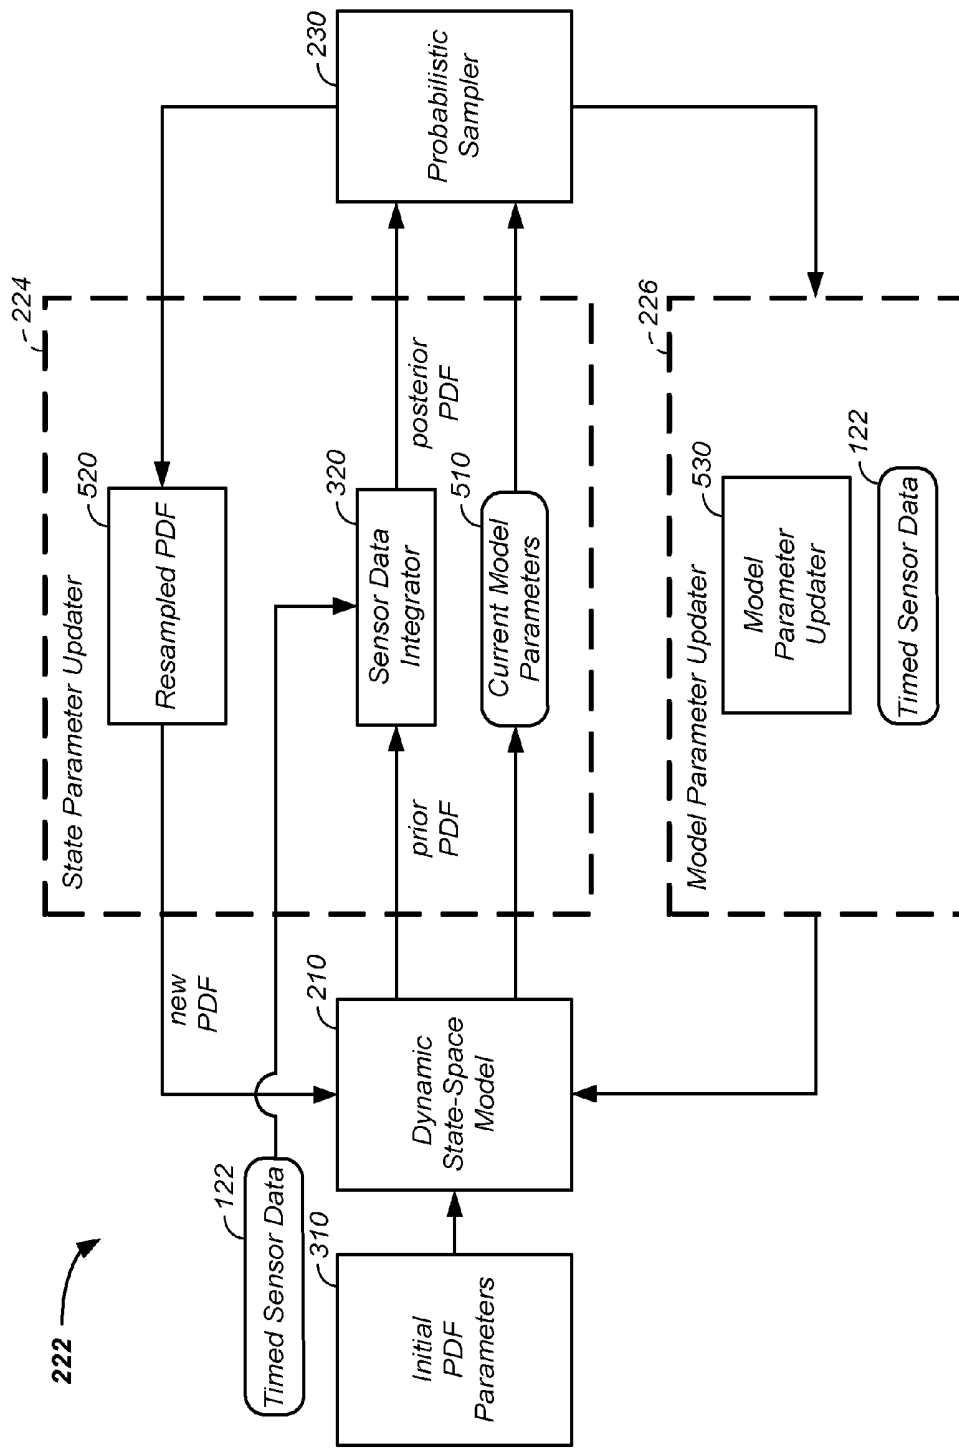 222
Timed Sensor Data
122
Initial
PDF
Parameters
310
Dynamic
State-Space
Model
210
new
PDF
State Parameter Updater
224
Resampled PDF
520
prior
PDF
Sensor Data
Integrator
320
posterior
PDF
Current Model
Parameters
510
Probabilistic
Sampler
230
Model Parameter Updater
226
Model
Parameter
Updater
530
Timed Sensor Data
122